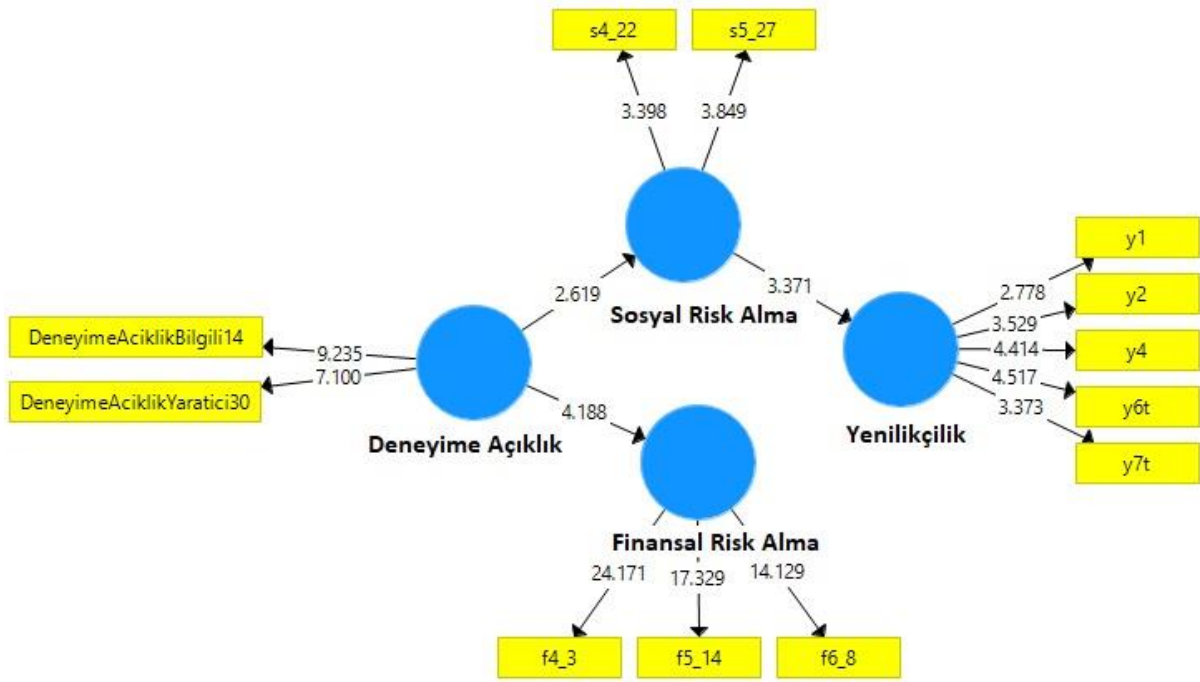 s4_22
s5_27
3.398
3.849
Sosyal Risk Alma
2.619
3.371
DeneyimeAciklikBilgili14
DeneyimeAciklikYaratici30
9.235
7.100
Deneyime Açıklık
4.188
Yenilikçilik
2.778
3.529
4.414
4.517
3.373
y1
y2
y4
y6t
y7t
Finansal Risk Alma
24.171
17.329
14.129
f4_3
f5_14
f6_8